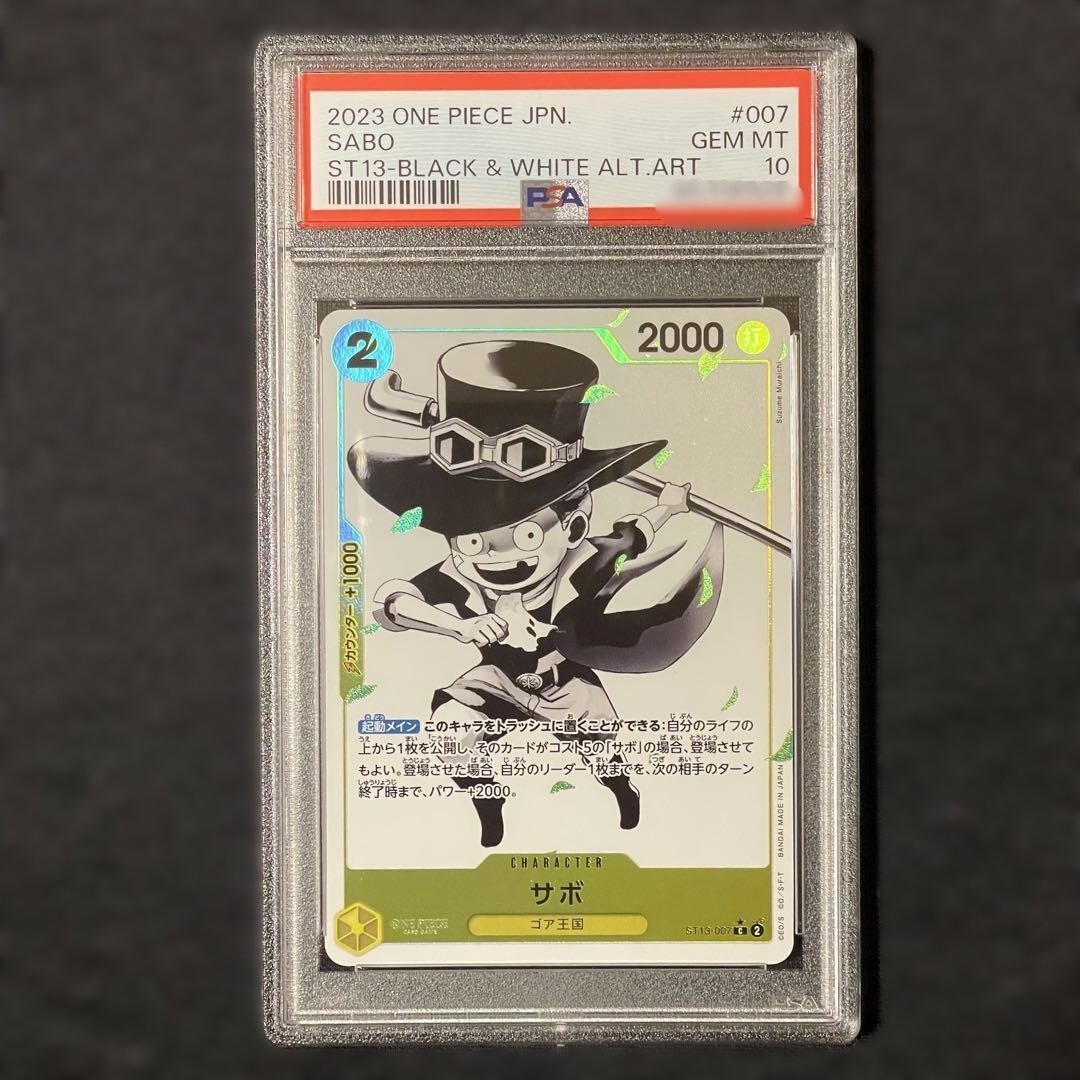 2023 ONE PIECE JPN. #007
SABO GEM MT
ST13-BLACK & WHITE ALT.ART 10
PSA
2 2000 打
Suzume Muraichi
カウンター +1000
起動メイン このキャラをトラッシュに置くことができる：自分のライフの
上から1枚を公開し、そのカードがコスト5の「サボ」の場合、登場させて
もよい。登場させた場合、自分のリーダー1枚までを、次の相手のターン
終了時まで、パワー+2000。
CHARACTER
サボ
ゴア王国
ONE PIECE
CARD GAME
ST13-007 C 2
©EO/S ©O/S・F・T BANDAI MADE IN JAPAN